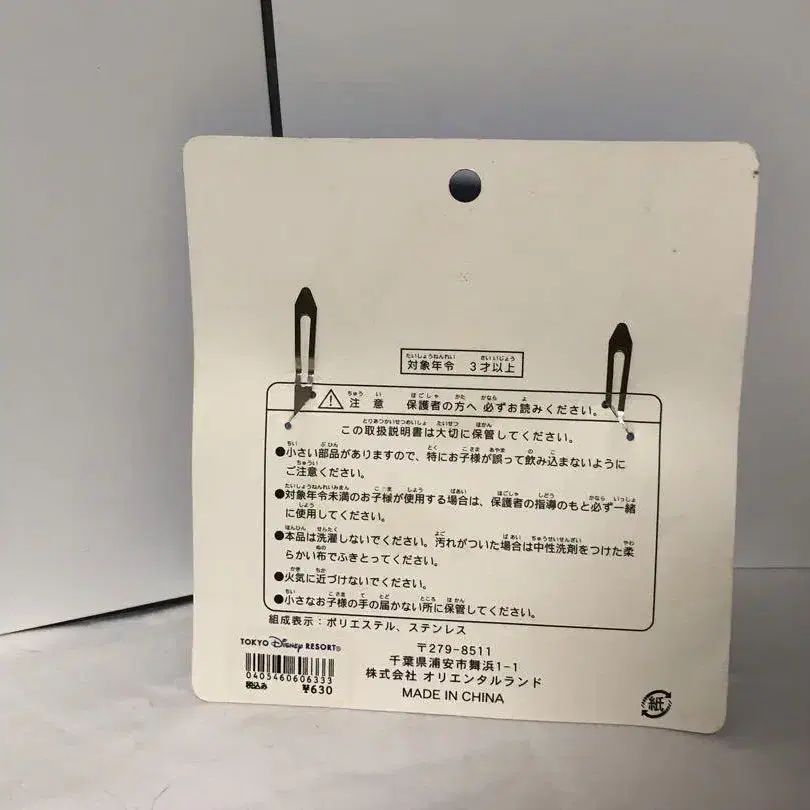 対象年令 3才以上
注意 保護者の方へ 必ずお読みください。
この取扱説明書は大切に保管してください。
●小さい部品がありますので、特にお子様が誤って飲み込まないように
ご注意ください。
●対象年令未満のお子様が使用する場合は、保護者の指導のもと必ず一緒
に使用してください。
●本品は洗濯しないでください。汚れがついた場合は中性洗剤をつけた柔
らかい布でふきとってください。
●火気に近づけないでください。
●小さなお子様の手の届かない所に保管してください。
組成表示：ポリエステル、ステンレス
TOKYO Disney RESORT®
0405460606333
税込み ¥630
〒279-8511
千葉県浦安市舞浜1-1
株式会社 オリエンタルランド
MADE IN CHINA
紙